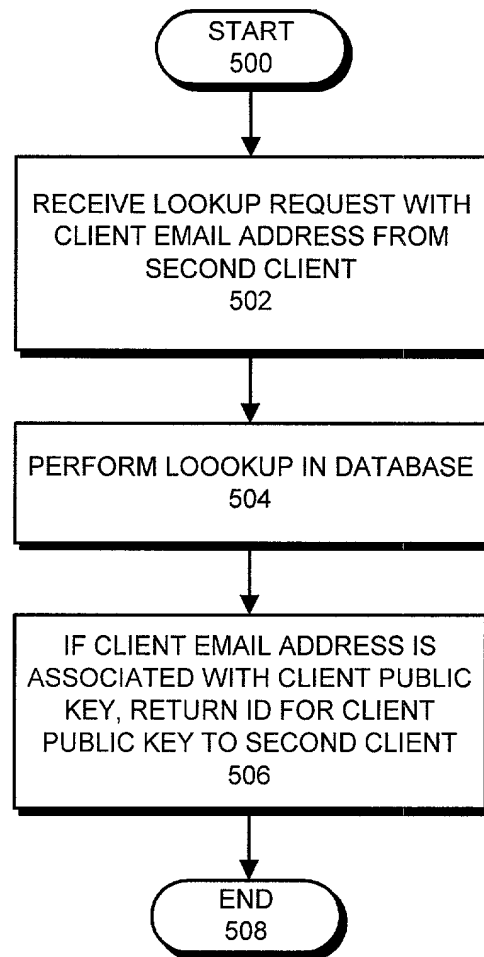 START
500
RECEIVE LOOKUP REQUEST WITH
CLIENT EMAIL ADDRESS FROM
SECOND CLIENT
502
PERFORM LOOOKUP IN DATABASE
504
IF CLIENT EMAIL ADDRESS IS
ASSOCIATED WITH CLIENT PUBLIC
KEY, RETURN ID FOR CLIENT
PUBLIC KEY TO SECOND CLIENT
506
END
508